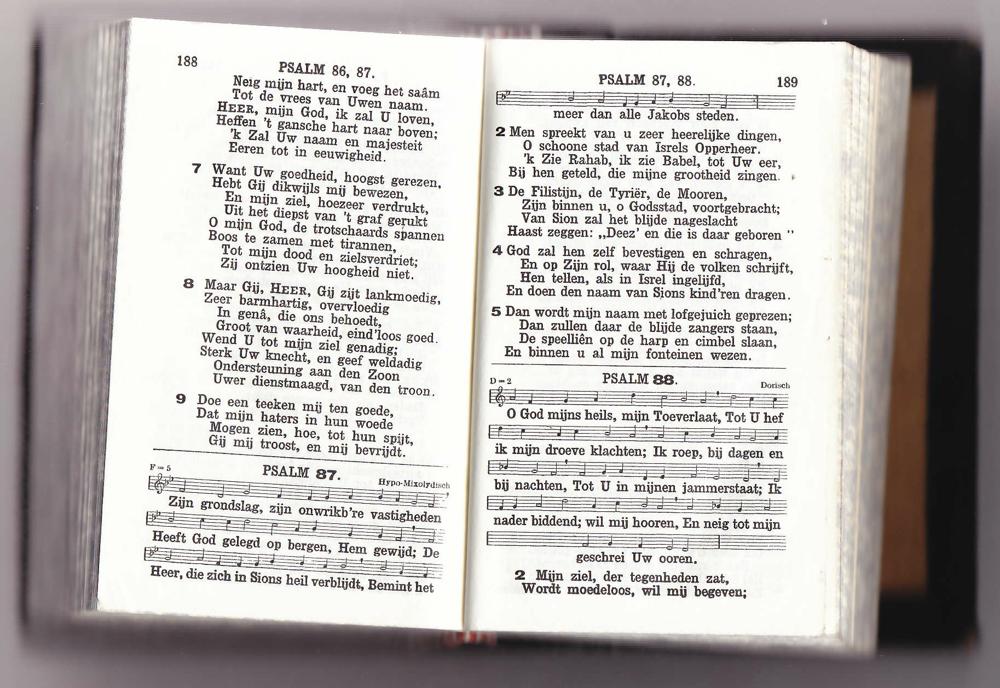 188
PSALM 86, 87.
Neig mijn hart, en voeg het saâm
Tot de vrees van Uwen naam.
HEER, mijn God, ik zal U loven,
Heffen 't gansche hart naar boven;
'k Zal Uw naam en majesteit
Eeren tot in eeuwigheid.
7 Want Uw goedheid, hoogst gerezen,
Hebt Gij dikwijls mij bewezen,
En mijn ziel, hoezeer verdrukt,
Uit het diepst van 't graf gerukt
O mijn God, de trotschaards spannen
Boos te zamen met tirannen,
Tot mijn dood en zielsverdriet;
Zij ontzien Uw hoogheid niet.
8 Maar Gij, HEER, Gij zijt lankmoedig,
Zeer barmhartig, overvloedig
In genâ, die ons behoedt,
Groot van waarheid, eind'loos goed.
Wend U tot mijn ziel genadig;
Sterk Uw knecht, en geef weldadig
Ondersteuning aan den Zoon
Uwer dienstmaagd, van den troon.
9 Doe een teeken mij ten goede,
Dat mijn haters in hun woede
Mogen zien, hoe, tot hun spijt,
Gij mij troost, en mij bevrijdt.
F = 5
PSALM 87.
Hypo-Mixolydisch
Zijn grondslag, zijn onwrikb're vastigheden
Heeft God gelegd op bergen, Hem gewijd; De
Heer, die zich in Sions heil verblijdt, Bemint het
PSALM 87, 88.
189
meer dan alle Jakobs steden.
2 Men spreekt van u zeer heerelijke dingen,
O schoone stad van Isrels Opperheer.
'k Zie Rahab, ik zie Babel, tot Uw eer,
Bij hen geteld, die mijne grootheid zingen.
3 De Filistijn, de Tyriër, de Mooren,
Zijn binnen u, o Godsstad, voortgebracht;
Van Sion zal het blijde nageslacht
Haast zeggen: „Deez' en die is daar geboren "
4 God zal hen zelf bevestigen en schragen,
En op Zijn rol, waar Hij de volken schrijft,
Hen tellen, als in Isrel ingelijfd,
En doen den naam van Sions kind'ren dragen.
5 Dan wordt mijn naam met lofgejuich geprezen;
Dan zullen daar de blijde zangers staan,
De speelliên op de harp en cimbel slaan,
En binnen u al mijn fonteinen wezen.
D = 2
PSALM 88.
Dorisch
O God mijns heils, mijn Toeverlaat, Tot U hef
ik mijn droeve klachten; Ik roep, bij dagen en
bij nachten, Tot U in mijnen jammerstaat; Ik
nader biddend; wil mij hooren, En neig tot mijn
geschrei Uw ooren.
2 Mijn ziel, der tegenheden zat,
Wordt moedeloos, wil mij begeven;